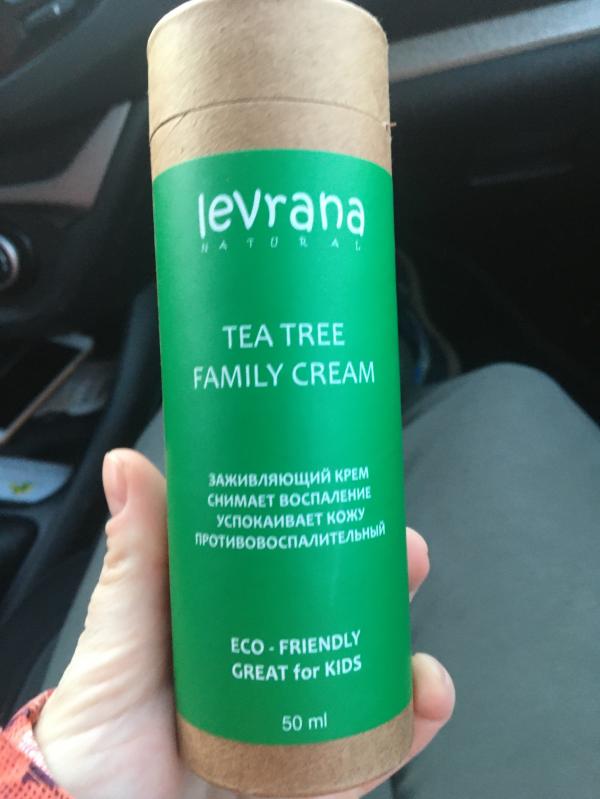 levrana
NATURAL
TEA TREE
FAMILY CREAM
ЗАЖИВЛЯЮЩИЙ КРЕМ
СНИМАЕТ ВОСПАЛЕНИЕ
УСПОКАИВАЕТ КОЖУ
ПРОТИВОВОСПАЛИТЕЛЬНЫЙ
ECO - FRIENDLY
GREAT for KIDS
50 ml